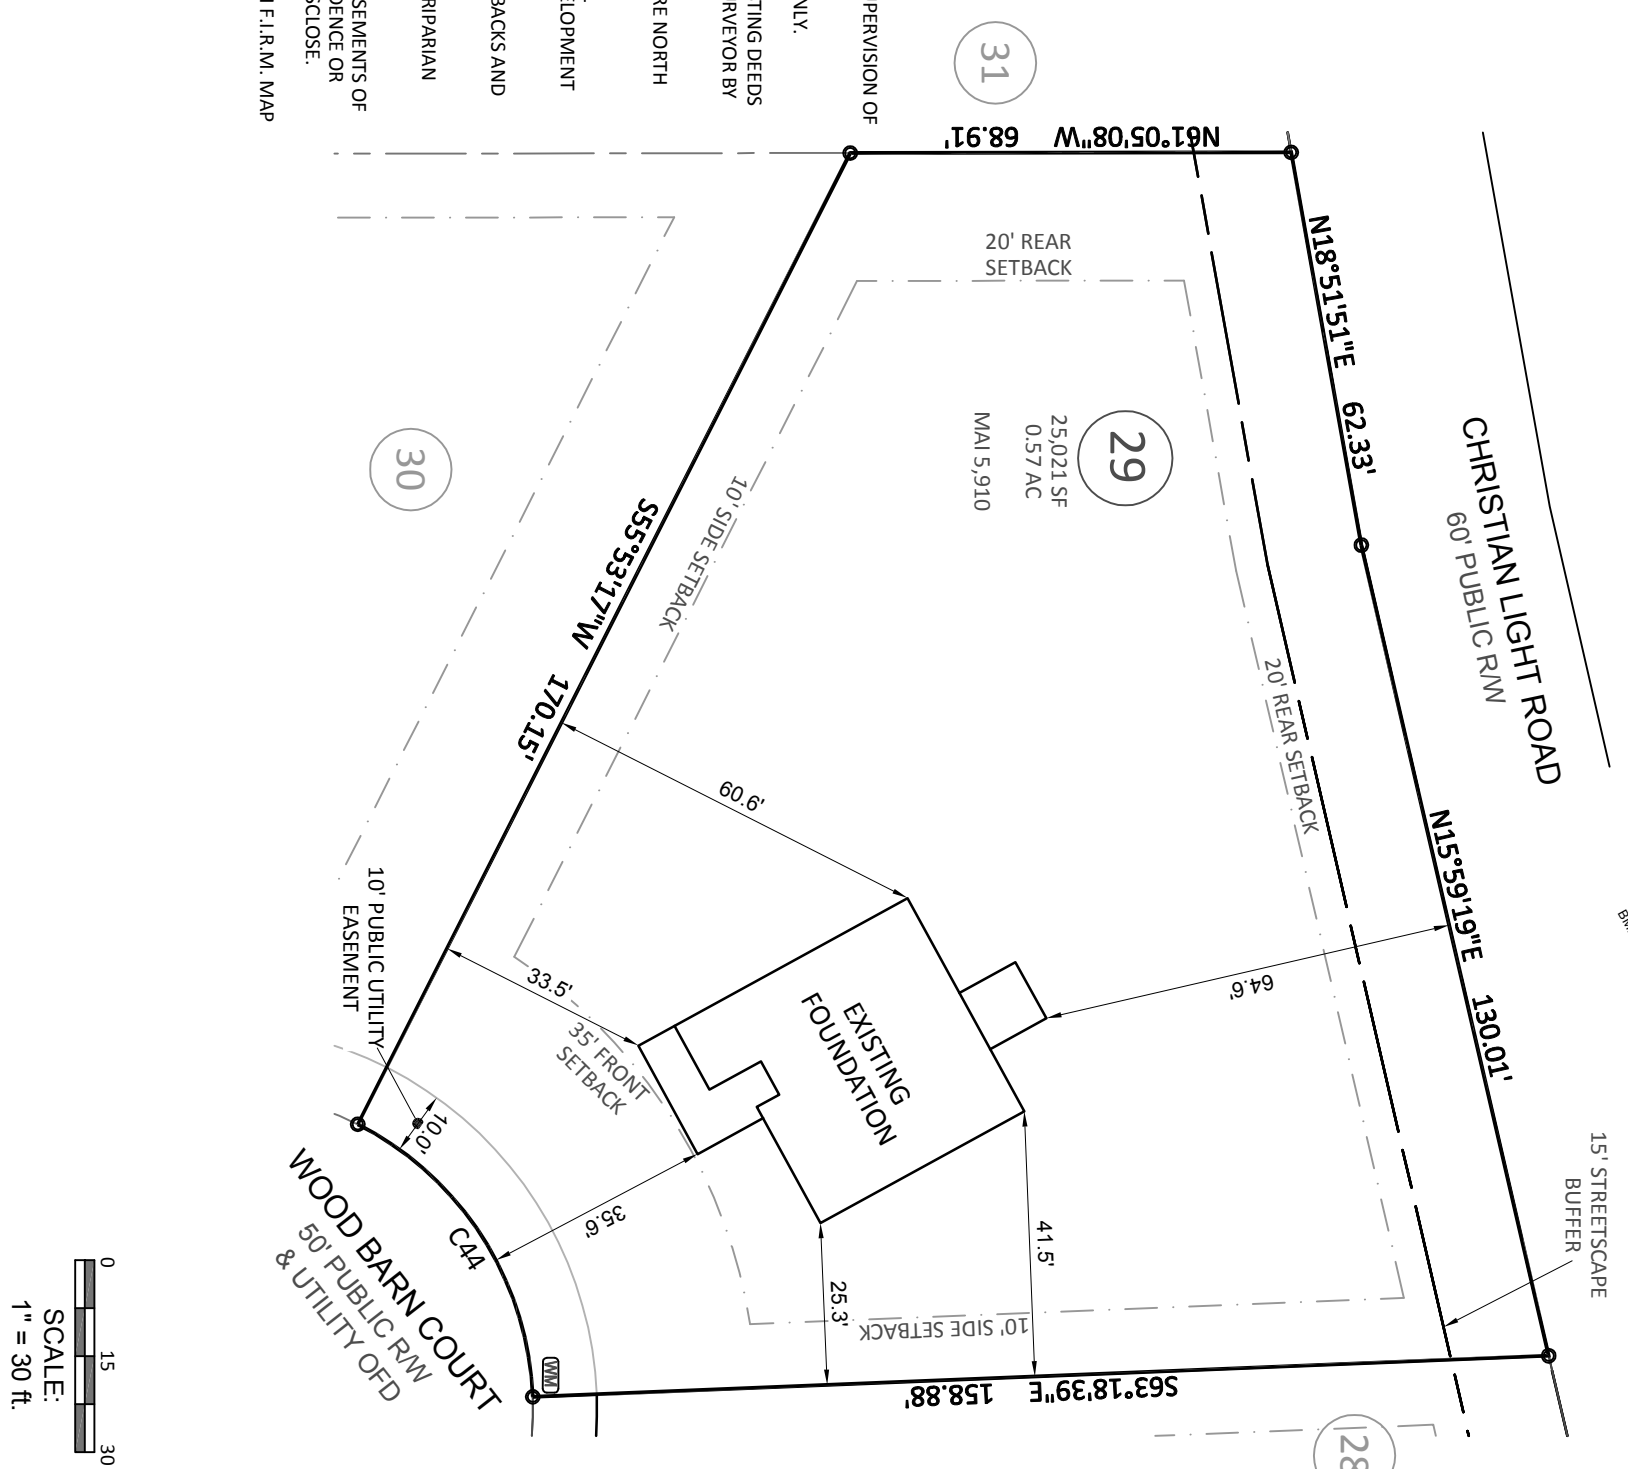 PERVISION OF
NLY.
TING DEEDS
RVEYOR BY
RE NORTH
ELOPMENT
BACKS AND
RIPARIAN
SEMENTS OF
DENCE OR
SCLOSE.
F.I.R.M. MAP
31
N61°05'08"W 68.91'
N18°51'51"E 62.33'
CHRISTIAN LIGHT ROAD
60' PUBLIC R/W
20' REAR
SETBACK
29
25,021 SF
0.57 AC
MAI 5,910
30
10' SIDE SETBACK
S55°53'17"W 170.15'
20' REAR SETBACK
N15°59'19"E 130.01'
60.6'
64.6'
33.5'
EXISTING
FOUNDATION
35' FRONT
SETBACK
10' PUBLIC UTILITY
EASEMENT
10.0'
35.6'
C44
41.5'
25.3'
10' SIDE SETBACK
15' STREETSCAPE
BUFFER
S63°18'39"E 158.88'
WM
WOOD BARN COURT
50' PUBLIC R/W
& UTILITY OFD
28
0 15 30
SCALE:
1" = 30 ft.